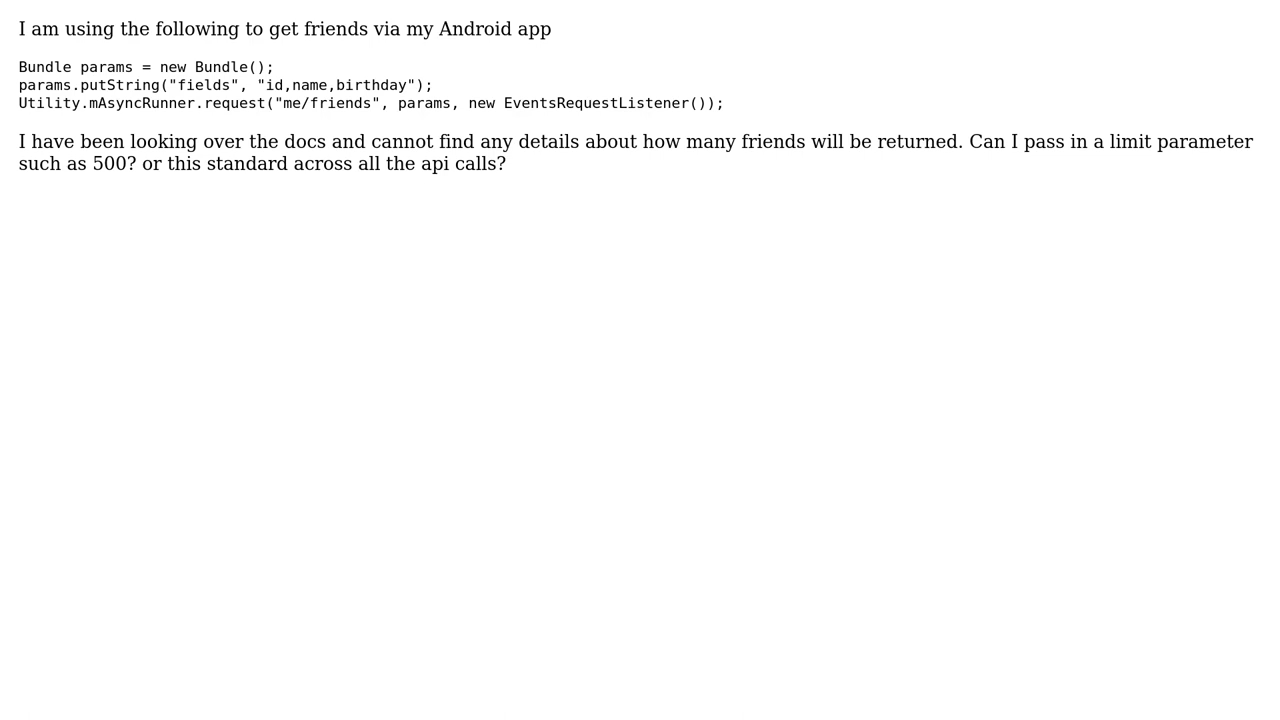 I am using the following to get friends via my Android app
Bundle params = new Bundle();
params.putString("fields", "id,name,birthday");
Utility.mAsyncRunner.request("me/friends", params, new EventsRequestListener());
I have been looking over the docs and cannot find any details about how many friends will be returned. Can I pass in a limit parameter
such as 500? or this standard across all the api calls?